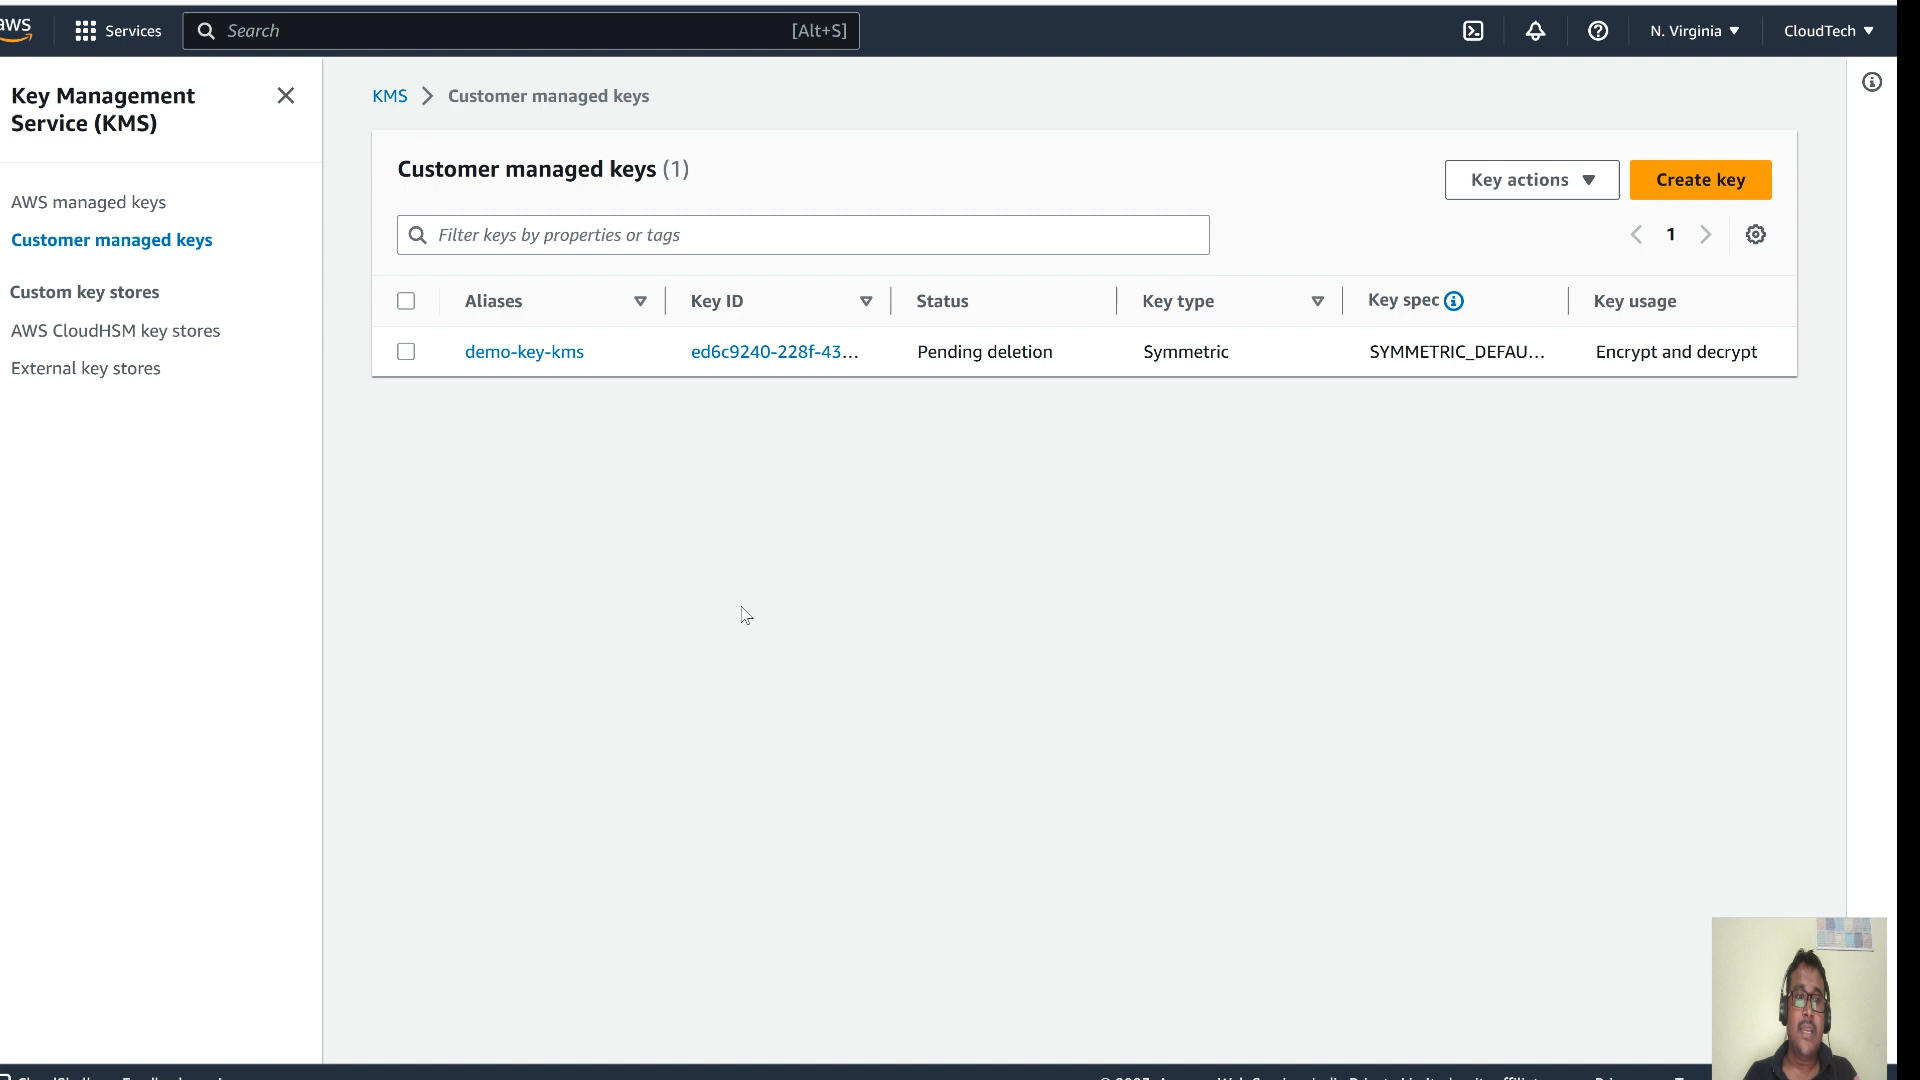 aws
Services
Search
[Alt+S]
N. Virginia
CloudTech
Key Management
Service (KMS)
AWS managed keys
Customer managed keys
Custom key stores
AWS CloudHSM key stores
External key stores
KMS
Customer managed keys
Customer managed keys (1)
Key actions
Create key
Filter keys by properties or tags
1
Aliases
Key ID
Status
Key type
Key spec
Key usage
demo-key-kms
ed6c9240-228f-43...
Pending deletion
Symmetric
SYMMETRIC_DEFAU...
Encrypt and decrypt